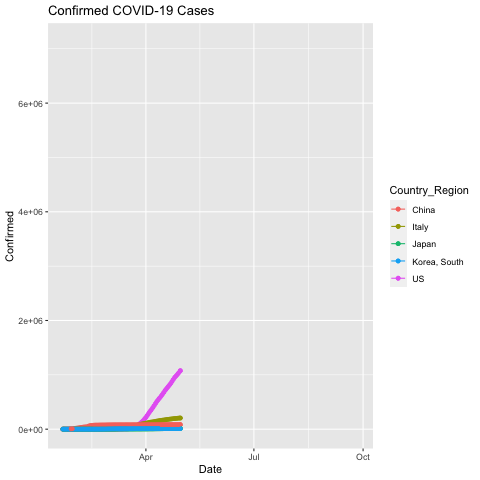 Confirmed COVID-19 Cases
6e+06
4e+06
2e+06
0e+00
Confirmed
Apr
Jul
Oct
Date
Country_Region
China
Italy
Japan
Korea, South
US